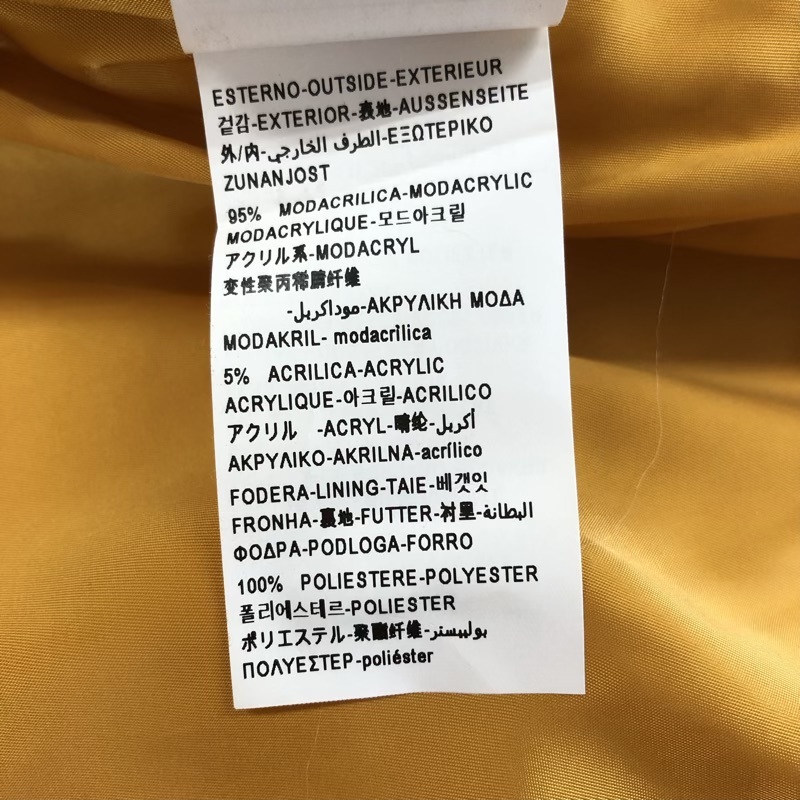 ESTERNO-OUTSIDE-EXTERIEUR
겉감-EXTERIOR-表地-AUSSENSEITE
外/内-الطرف الخارجي-ΕΞΩΤΕΡΙΚΟ
ZUNANJOST
95% MODACRILICA-MODACRYLIC
MODACRYLIQUE-모드아크릴
アクリル系-MODACRYL
变性聚丙稀腈纤维
-موداكريل-ΑΚΡΥΛΙΚΗ ΜΟΔΑ
MODAKRIL- modacrìlica
5% ACRILICA-ACRYLIC
ACRYLIQUE-아크릴-ACRILICO
アクリル -ACRYL-晴纶-أكريل
ΑΚΡΥΛΙΚΟ-AKRILNA-acrílico
FODERA-LINING-TAIE-베갯잇
FRONHA-裏地-FUTTER-衬里-البطانة
ΦΟΔΡΑ-PODLOGA-FORRO
100% POLIESTERE-POLYESTER
폴리에스테르-POLIESTER
ポリエステル-聚酯纤维-بوليستر
ΠΟΛΥΕΣΤΕΡ-poliéster